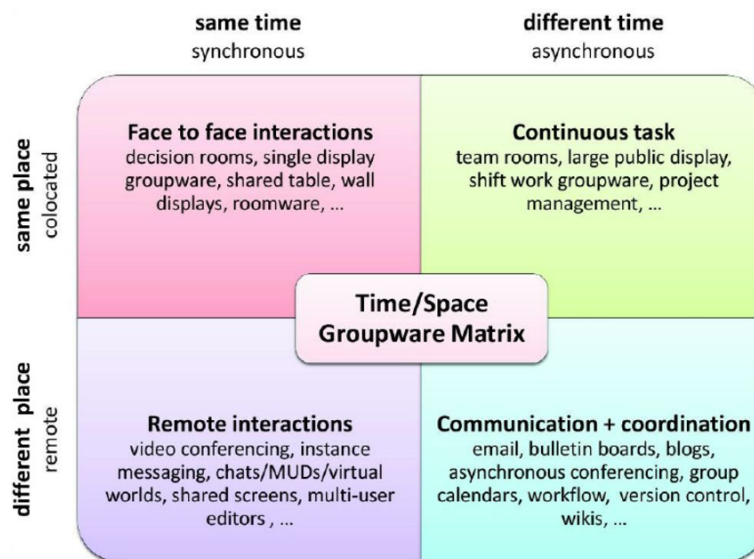 same time
synchronous
different time
asynchronous
same place
colocated
Face to face interactions
decision rooms, single display
groupware, shared table, wall
displays, roomware, ...
Continuous task
team rooms, large public display,
shift work groupware, project
management, ...
Time/Space
Groupware Matrix
different place
remote
Remote interactions
video conferencing, instance
messaging, chats/MUDs/virtual
worlds, shared screens, multi-user
editors , ...
Communication + coordination
email, bulletin boards, blogs,
asynchronous conferencing, group
calendars, workflow, version control,
wikis, ...